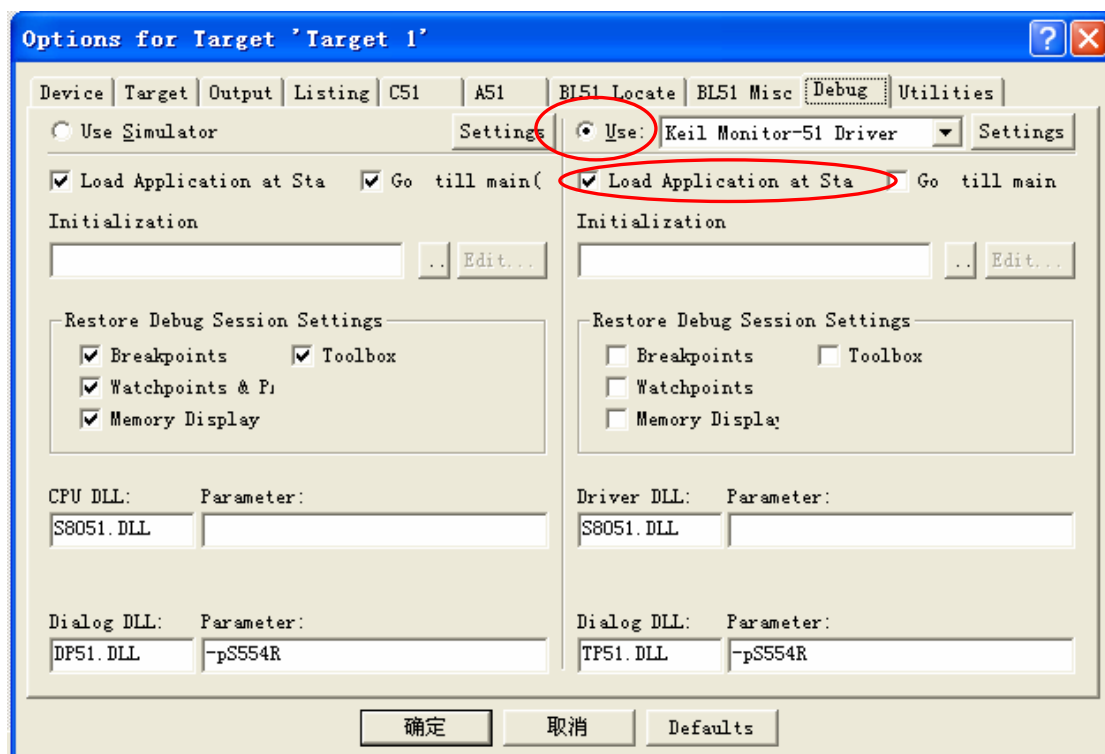 Options for Target 'Target 1'
Device Target Output Listing C51 A51 BL51 Locate BL51 Misc Debug Utilities
Use Simulator Settings Use: Keil Monitor-51 Driver Settings
Load Application at Sta Go till main( Load Application at Sta Go till main
Initialization Initialization
.. Edit... .. Edit...
Restore Debug Session Settings Restore Debug Session Settings
Breakpoints Toolbox Breakpoints Toolbox
Watchpoints & P Watchpoints
Memory Display Memory Display
CPU DLL: Parameter: Driver DLL: Parameter:
S8051.DLL S8051.DLL
Dialog DLL: Parameter: Dialog DLL: Parameter:
DP51.DLL -pS554R TP51.DLL -pS554R
确定 取消 Defaults